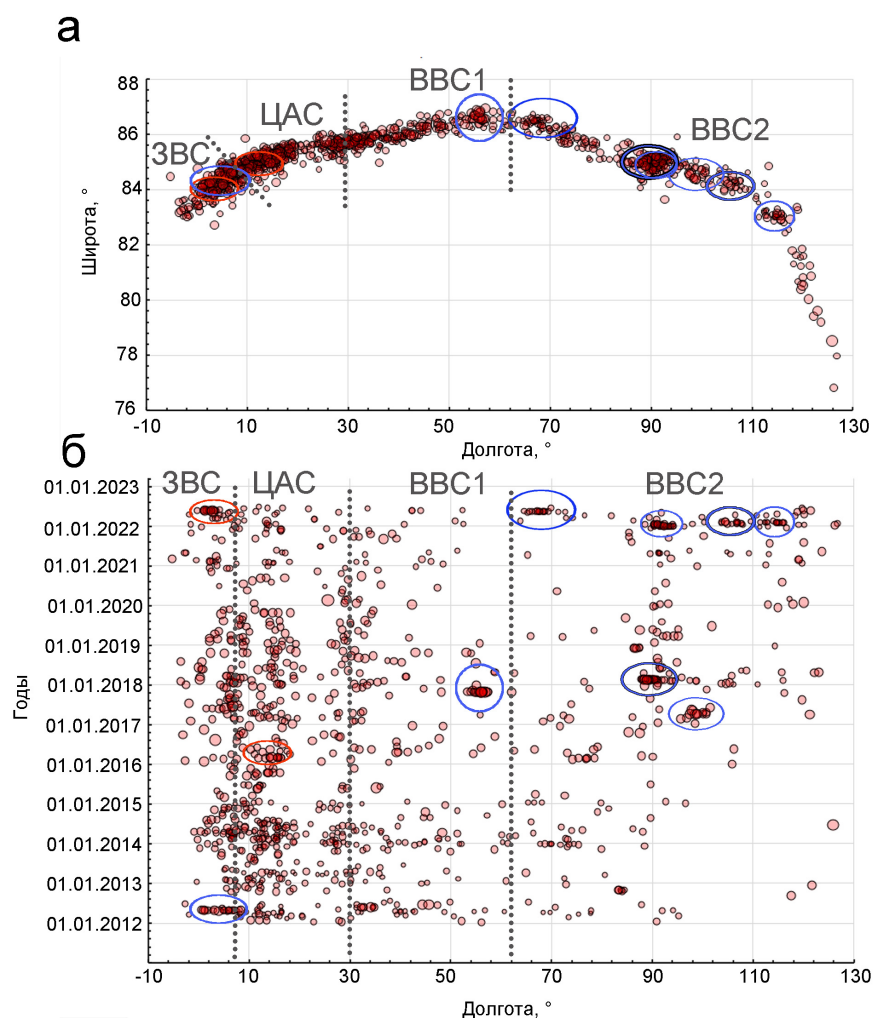 а
88
86
84
82
80
78
76
Широта, °
ЗВС
ЦАС
ВВС1
ВВС2
-10 10 30 50 70 90 110 130
Долгота, °
б
ЗВС ЦАС ВВС1 ВВС2
01.01.2023
01.01.2022
01.01.2021
01.01.2020
01.01.2019
01.01.2018
01.01.2017
01.01.2016
01.01.2015
01.01.2014
01.01.2013
01.01.2012
Годы
-10 10 30 50 70 90 110 130
Долгота, °